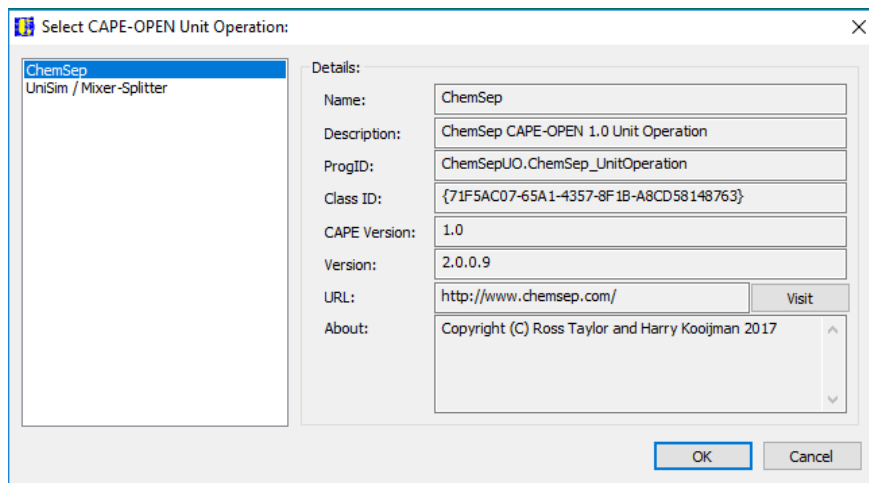 Select CAPE-OPEN Unit Operation:
ChemSep
UniSim / Mixer-Splitter
Details:
Name: ChemSep
Description: ChemSep CAPE-OPEN 1.0 Unit Operation
ProgID: ChemSepUO.ChemSep_UnitOperation
Class ID: {71F5AC07-65A1-4357-8F1B-A8CD58148763}
CAPE Version: 1.0
Version: 2.0.0.9
URL: http://www.chemsep.com/ Visit
About: Copyright (C) Ross Taylor and Harry Kooijman 2017
OK Cancel